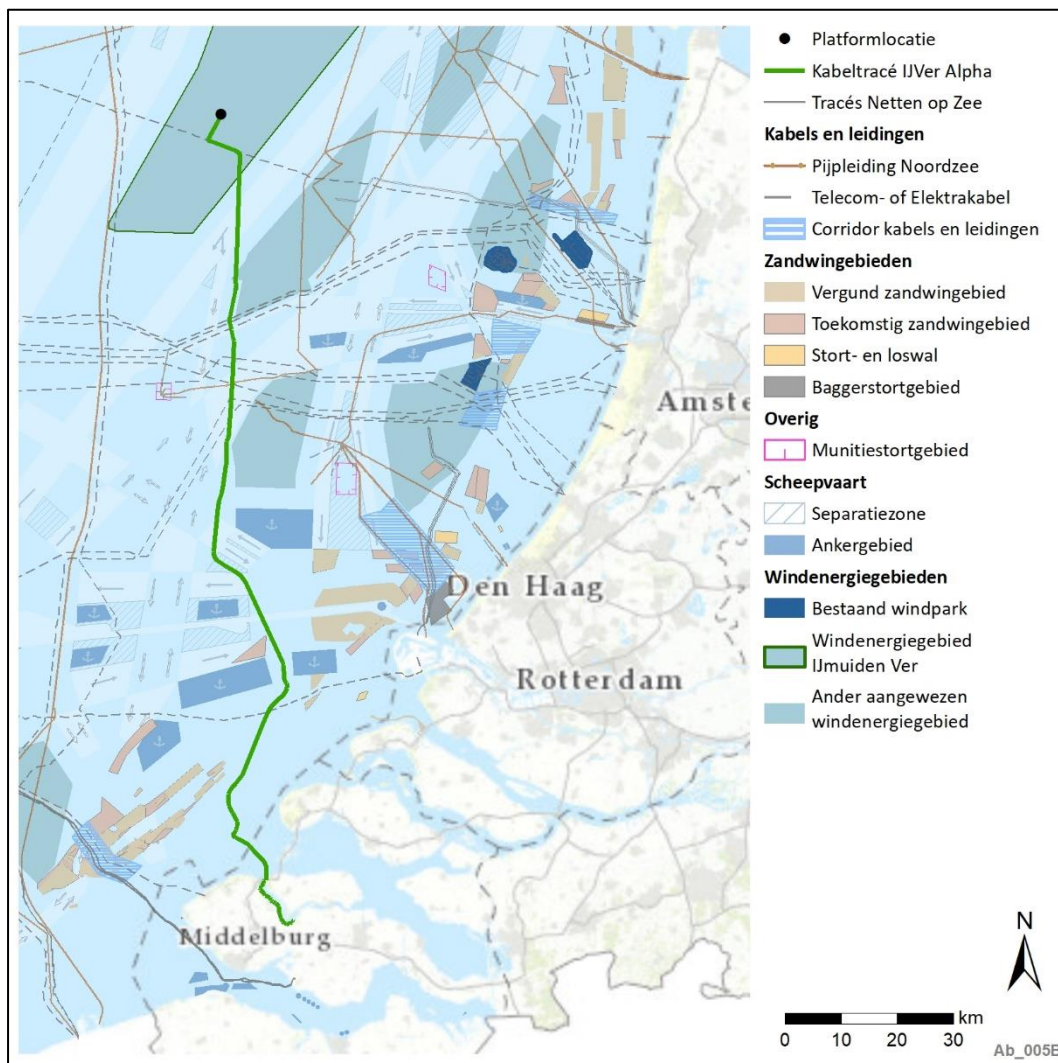 Platformlocatie
Kabeltracé IJVer Alpha
Tracés Netten op Zee
Kabels en leidingen
Pijpleiding Noordzee
Telecom- of Elektrakabel
Corridor kabels en leidingen
Zandwingebieden
Vergund zandwingebied
Toekomstig zandwingebied
Stort- en loswal
Baggerstortgebied
Overig
Munitiestortgebied
Scheepvaart
Separatiezone
Ankergebied
Windenergiegebieden
Bestaand windpark
Windenergiegebied
IJmuiden Ver
Ander aangewezen
windenergiegebied
Amste
Den Haag
Rotterdam
Middelburg
N
km
0 10 20 30
Ab_005B